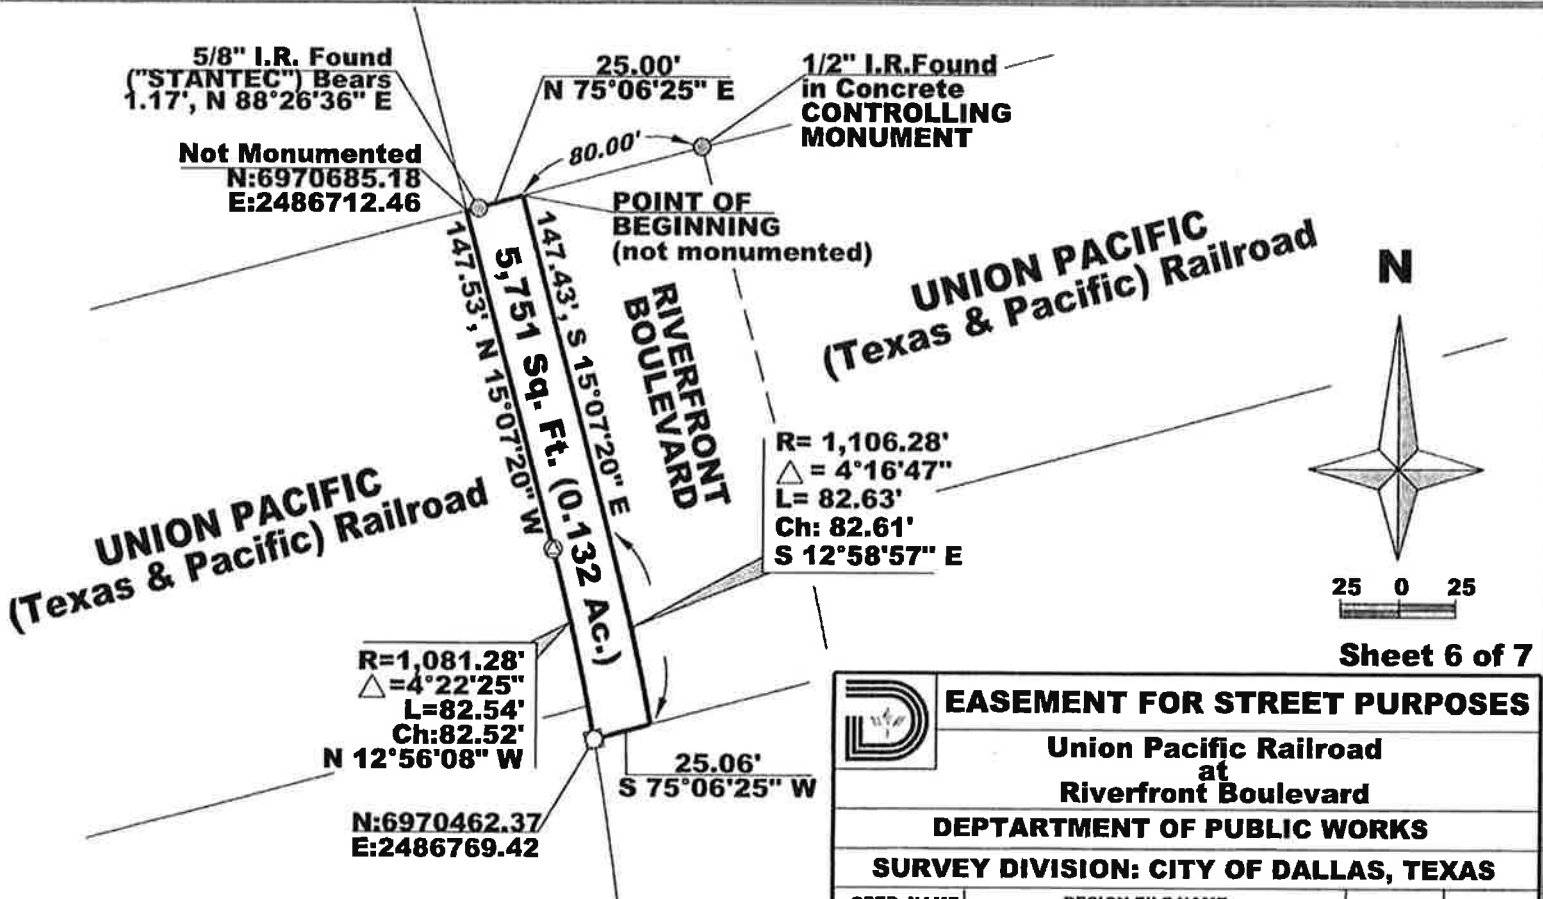 5/8" I.R. Found
("STANTEC") Bears
1.17', N 88°26'36" E
25.00'
N 75°06'25" E
1/2" I.R.Found
in Concrete
CONTROLLING
MONUMENT
80.00'
Not Monumented
N:6970685.18
E:2486712.46
POINT OF
BEGINNING
(not monumented)
147.53', N 15°07'20" W
5,751 Sq. Ft. (0.132 Ac.)
147.43', S 15°07'20" E
RIVERFRONT
BOULEVARD
UNION PACIFIC
(Texas & Pacific) Railroad
N
UNION PACIFIC
(Texas & Pacific) Railroad
R= 1,106.28'
△ = 4°16'47"
L= 82.63'
Ch: 82.61'
S 12°58'57" E
25 0 25
Sheet 6 of 7
R=1,081.28'
△=4°22'25"
L=82.54'
Ch:82.52'
N 12°56'08" W
25.06'
S 75°06'25" W
N:6970462.37
E:2486769.42
EASEMENT FOR STREET PURPOSES
Union Pacific Railroad
at
Riverfront Boulevard
DEPTARTMENT OF PUBLIC WORKS
SURVEY DIVISION: CITY OF DALLAS, TEXAS